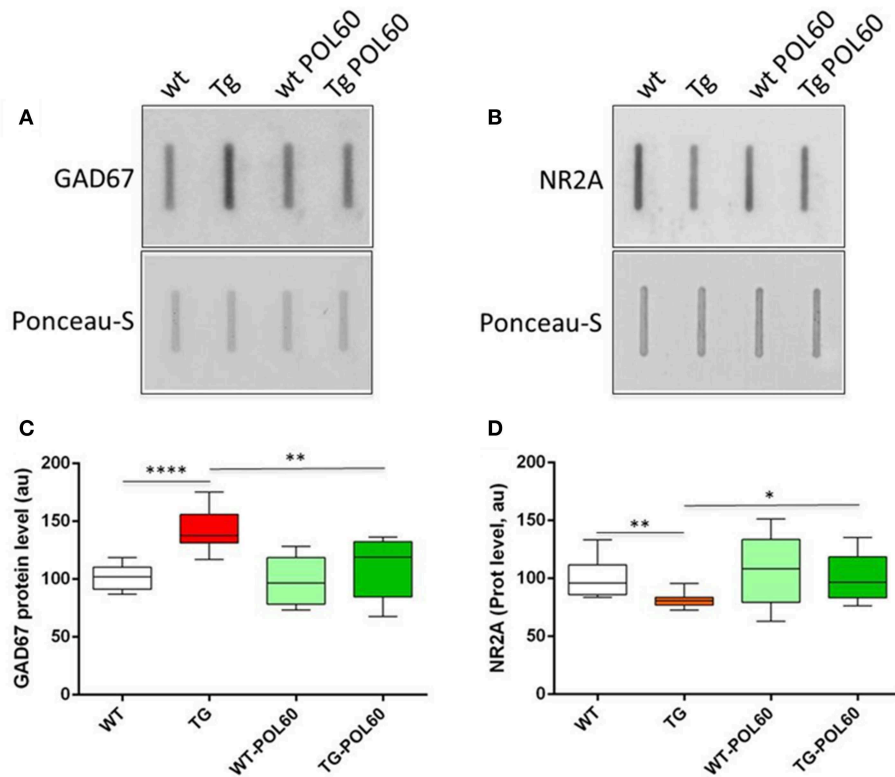 wt Tg wt POL60 Tg POL60
A
GAD67
Ponceau-S
wt Tg wt POL60 Tg POL60
B
NR2A
Ponceau-S
C
GAD67 protein level (au)
200
150
100
50
0
****
**
WT TG WT-POL60 TG-POL60
D
NR2A (Prot level, au)
200
150
100
50
0
**
*
WT TG WT-POL60 TG-POL60